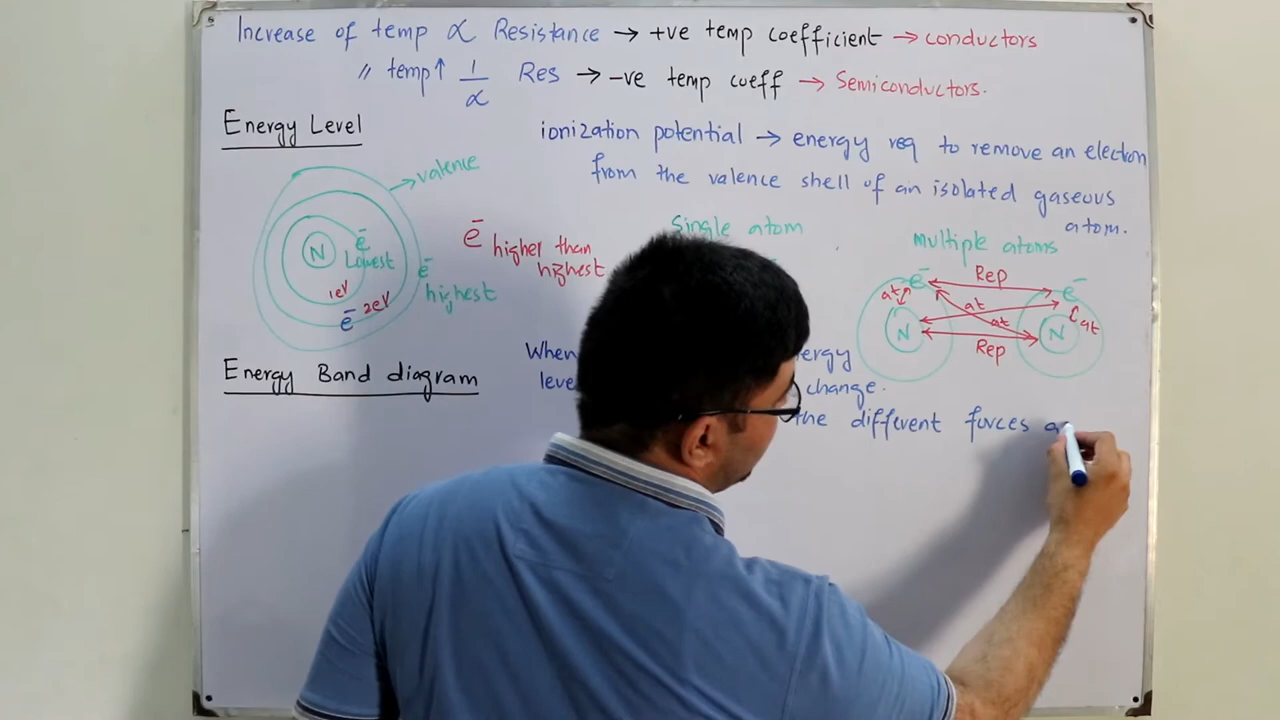 Increase of temp ∝ Resistance → +ve temp coefficient → conductors
〃 temp↑ 1/∝ Res → -ve temp coeff → Semiconductors.
Energy Level
ionization potential → energy req to remove an election
from the valence shell of an isolated gaseous
atom.
→ valence
N
e⁻
Lowest
1eV
2eV
e⁻
e⁻
highest
e⁻ higher than
highest
Single atom
multiple atoms
e⁻ Rep e⁻
at at at at
N N
Rep
Energy Band diagram
When
leve change.
the different forces